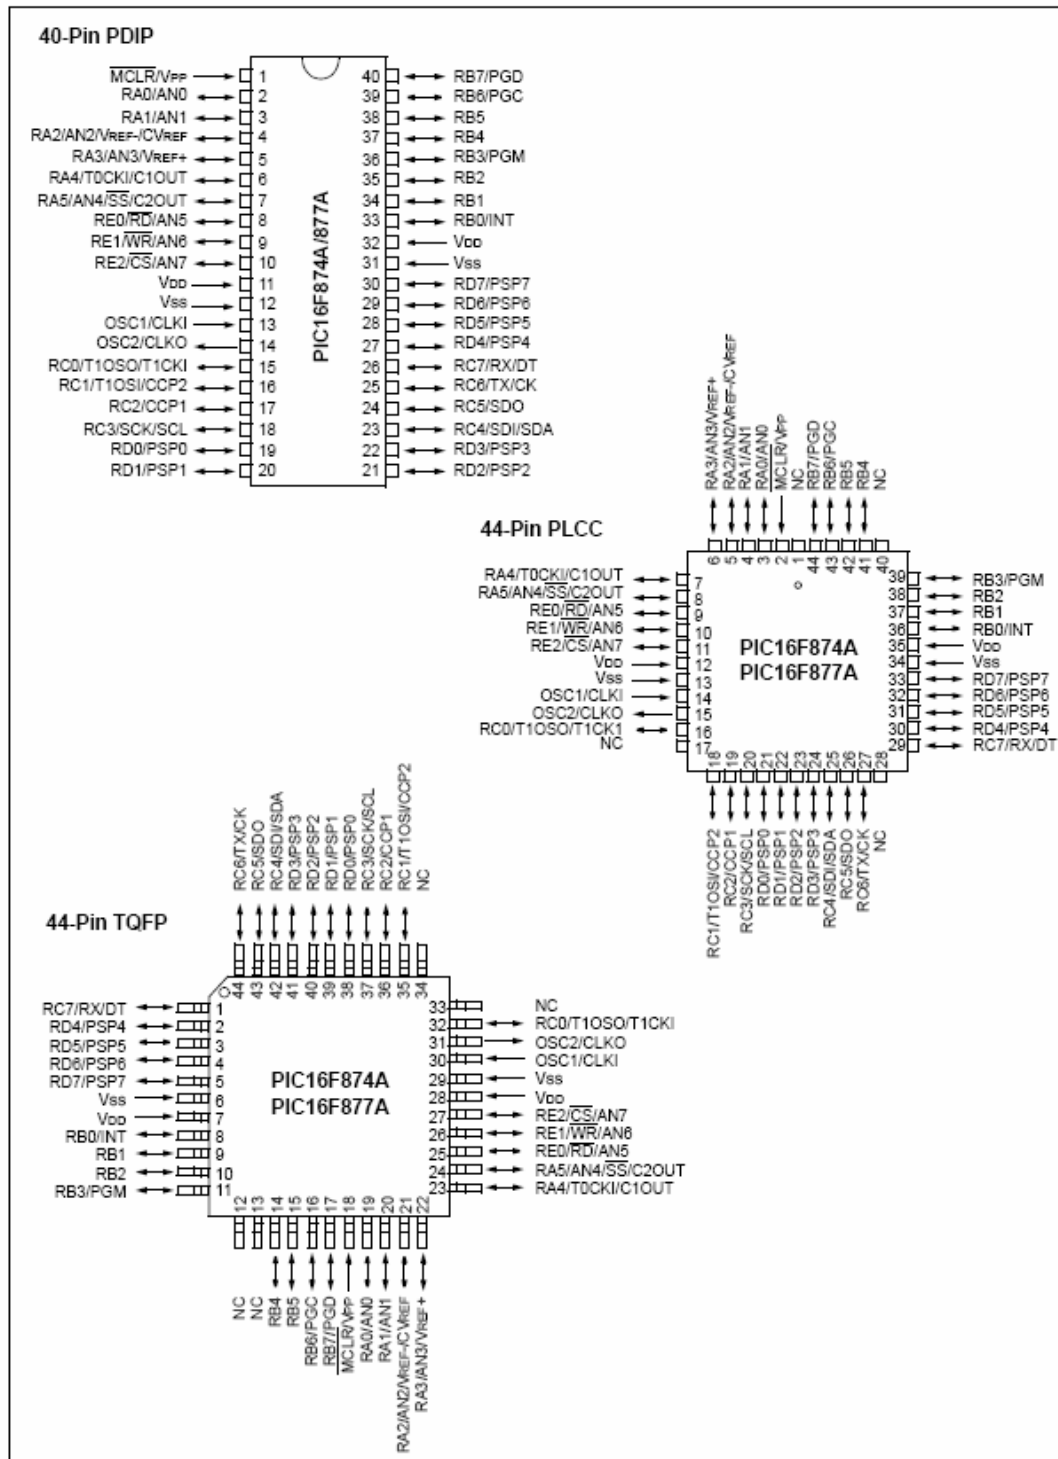 40-Pin PDIP
MCLR/VPP 1 40 RB7/PGD
RA0/AN0 2 39 RB6/PGC
RA1/AN1 3 38 RB5
RA2/AN2/VREF-/CVREF 4 37 RB4
RA3/AN3/VREF+ 5 36 RB3/PGM
RA4/T0CKI/C1OUT 6 35 RB2
RA5/AN4/SS/C2OUT 7 34 RB1
RE0/RD/AN5 8 33 RB0/INT
RE1/WR/AN6 9 32 VDD
RE2/CS/AN7 10 31 VSS
VDD 11 30 RD7/PSP7
VSS 12 29 RD6/PSP6
OSC1/CLKI 13 28 RD5/PSP5
OSC2/CLKO 14 27 RD4/PSP4
RC0/T1OSO/T1CKI 15 26 RC7/RX/DT
RC1/T1OSI/CCP2 16 25 RC6/TX/CK
RC2/CCP1 17 24 RC5/SDO
RC3/SCK/SCL 18 23 RC4/SDI/SDA
RD0/PSP0 19 22 RD3/PSP3
RD1/PSP1 20 21 RD2/PSP2
PIC16F874A/877A
44-Pin PLCC
RA3/AN3/VREF+
RA2/AN2/VREF-/CVREF
RA1/AN1
RA0/AN0
MCLR/VPP
NC
RB7/PGD
RB6/PGC
RB5
RB4
NC
6 5 4 3 2 1 44 43 42 41 40
RA4/T0CKI/C1OUT 7 39 RB3/PGM
RA5/AN4/SS/C2OUT 8 38 RB2
RE0/RD/AN5 9 37 RB1
RE1/WR/AN6 10 36 RB0/INT
RE2/CS/AN7 11 35 VDD
VDD 12 34 VSS
VSS 13 33 RD7/PSP7
OSC1/CLKI 14 32 RD6/PSP6
OSC2/CLKO 15 31 RD5/PSP5
RC0/T1OSO/T1CK1 16 30 RD4/PSP4
NC 17 29 RC7/RX/DT
PIC16F874A
PIC16F877A
18 19 20 21 22 23 24 25 26 27 28
RC1/T1OSI/CCP2
RC2/CCP1
RC3/SCK/SCL
RD0/PSP0
RD1/PSP1
RD2/PSP2
RD3/PSP3
RC4/SDI/SDA
RC5/SDO
RC6/TX/CK
NC
44-Pin TQFP
RC6/TX/CK
RC5/SDO
RC4/SDI/SDA
RD3/PSP3
RD2/PSP2
RD1/PSP1
RD0/PSP0
RC3/SCK/SCL
RC2/CCP1
RC1/T1OSI/CCP2
NC
44 43 42 41 40 39 38 37 36 35 34
RC7/RX/DT 1 33 NC
RD4/PSP4 2 32 RC0/T1OSO/T1CKI
RD5/PSP5 3 31 OSC2/CLKO
RD6/PSP6 4 30 OSC1/CLKI
RD7/PSP7 5 29 VSS
VSS 6 28 VDD
VDD 7 27 RE2/CS/AN7
RB0/INT 8 26 RE1/WR/AN6
RB1 9 25 RE0/RD/AN5
RB2 10 24 RA5/AN4/SS/C2OUT
RB3/PGM 11 23 RA4/T0CKI/C1OUT
PIC16F874A
PIC16F877A
12 13 14 15 16 17 18 19 20 21 22
NC
NC
RB4
RB5
RB6/PGC
RB7/PGD
MCLR/VPP
RA0/AN0
RA1/AN1
RA2/AN2/VREF-/CVREF
RA3/AN3/VREF+